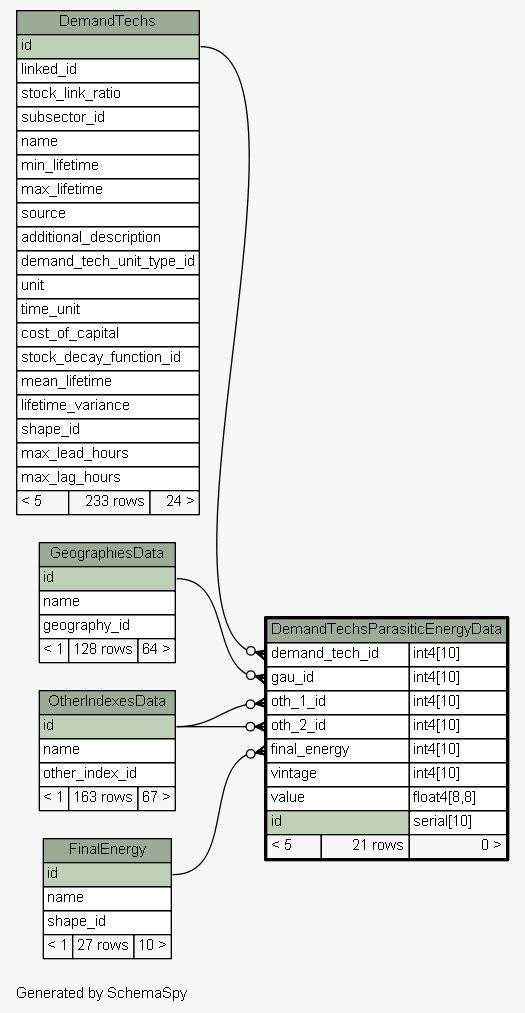 DemandTechs
id
linked_id
stock_link_ratio
subsector_id
name
min_lifetime
max_lifetime
source
additional_description
demand_tech_unit_type_id
unit
time_unit
cost_of_capital
stock_decay_function_id
mean_lifetime
lifetime_variance
shape_id
max_lead_hours
max_lag_hours
< 5 233 rows 24 >
GeographiesData
id
name
geography_id
< 1 128 rows 64 >
OtherIndexesData
id
name
other_index_id
< 1 163 rows 67 >
FinalEnergy
id
name
shape_id
< 1 27 rows 10 >
DemandTechsParasiticEnergyData
demand_tech_id int4[10]
gau_id int4[10]
oth_1_id int4[10]
oth_2_id int4[10]
final_energy int4[10]
vintage int4[10]
value float4[8,8]
id serial[10]
< 5 21 rows 0 >
Generated by SchemaSpy